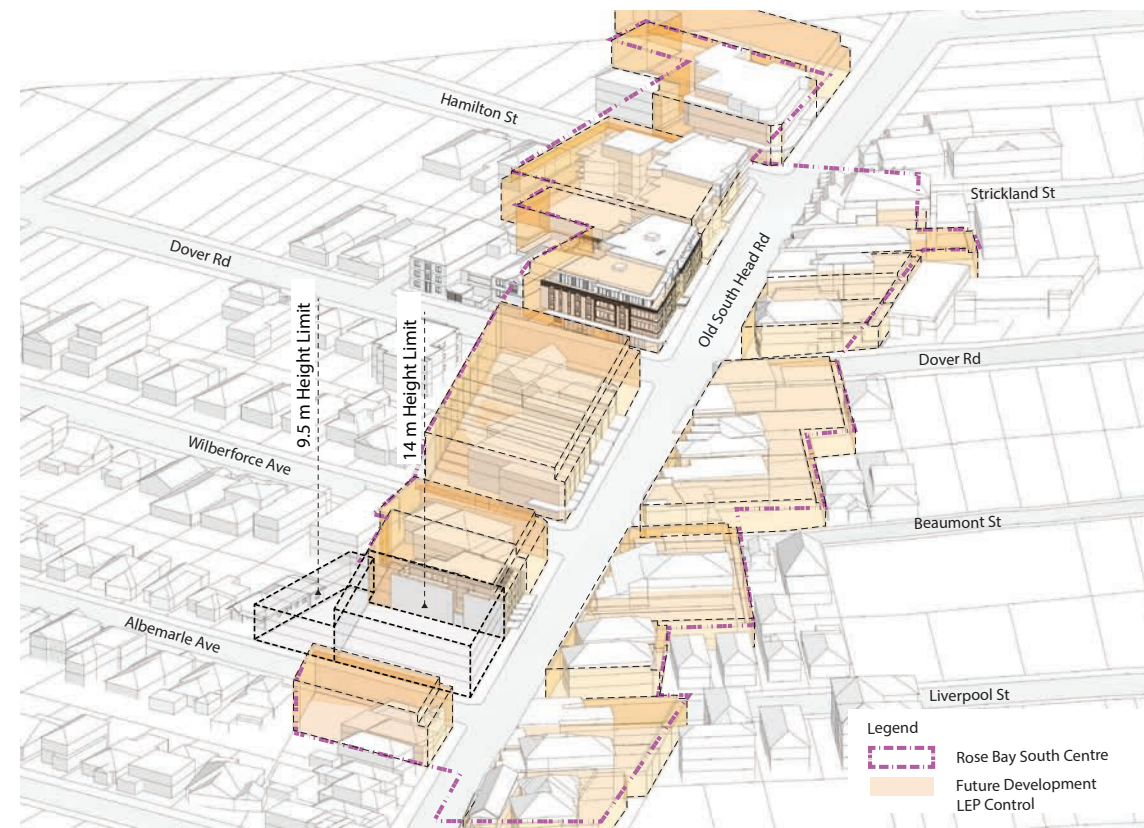 Hamilton St
Strickland St
Dover Rd
Old South Head Rd
9.5 m Height Limit
14 m Height Limit
Dover Rd
Wilberforce Ave
Beaumont St
Albemarle Ave
Liverpool St
Legend
Rose Bay South Centre
Future Development
LEP Control